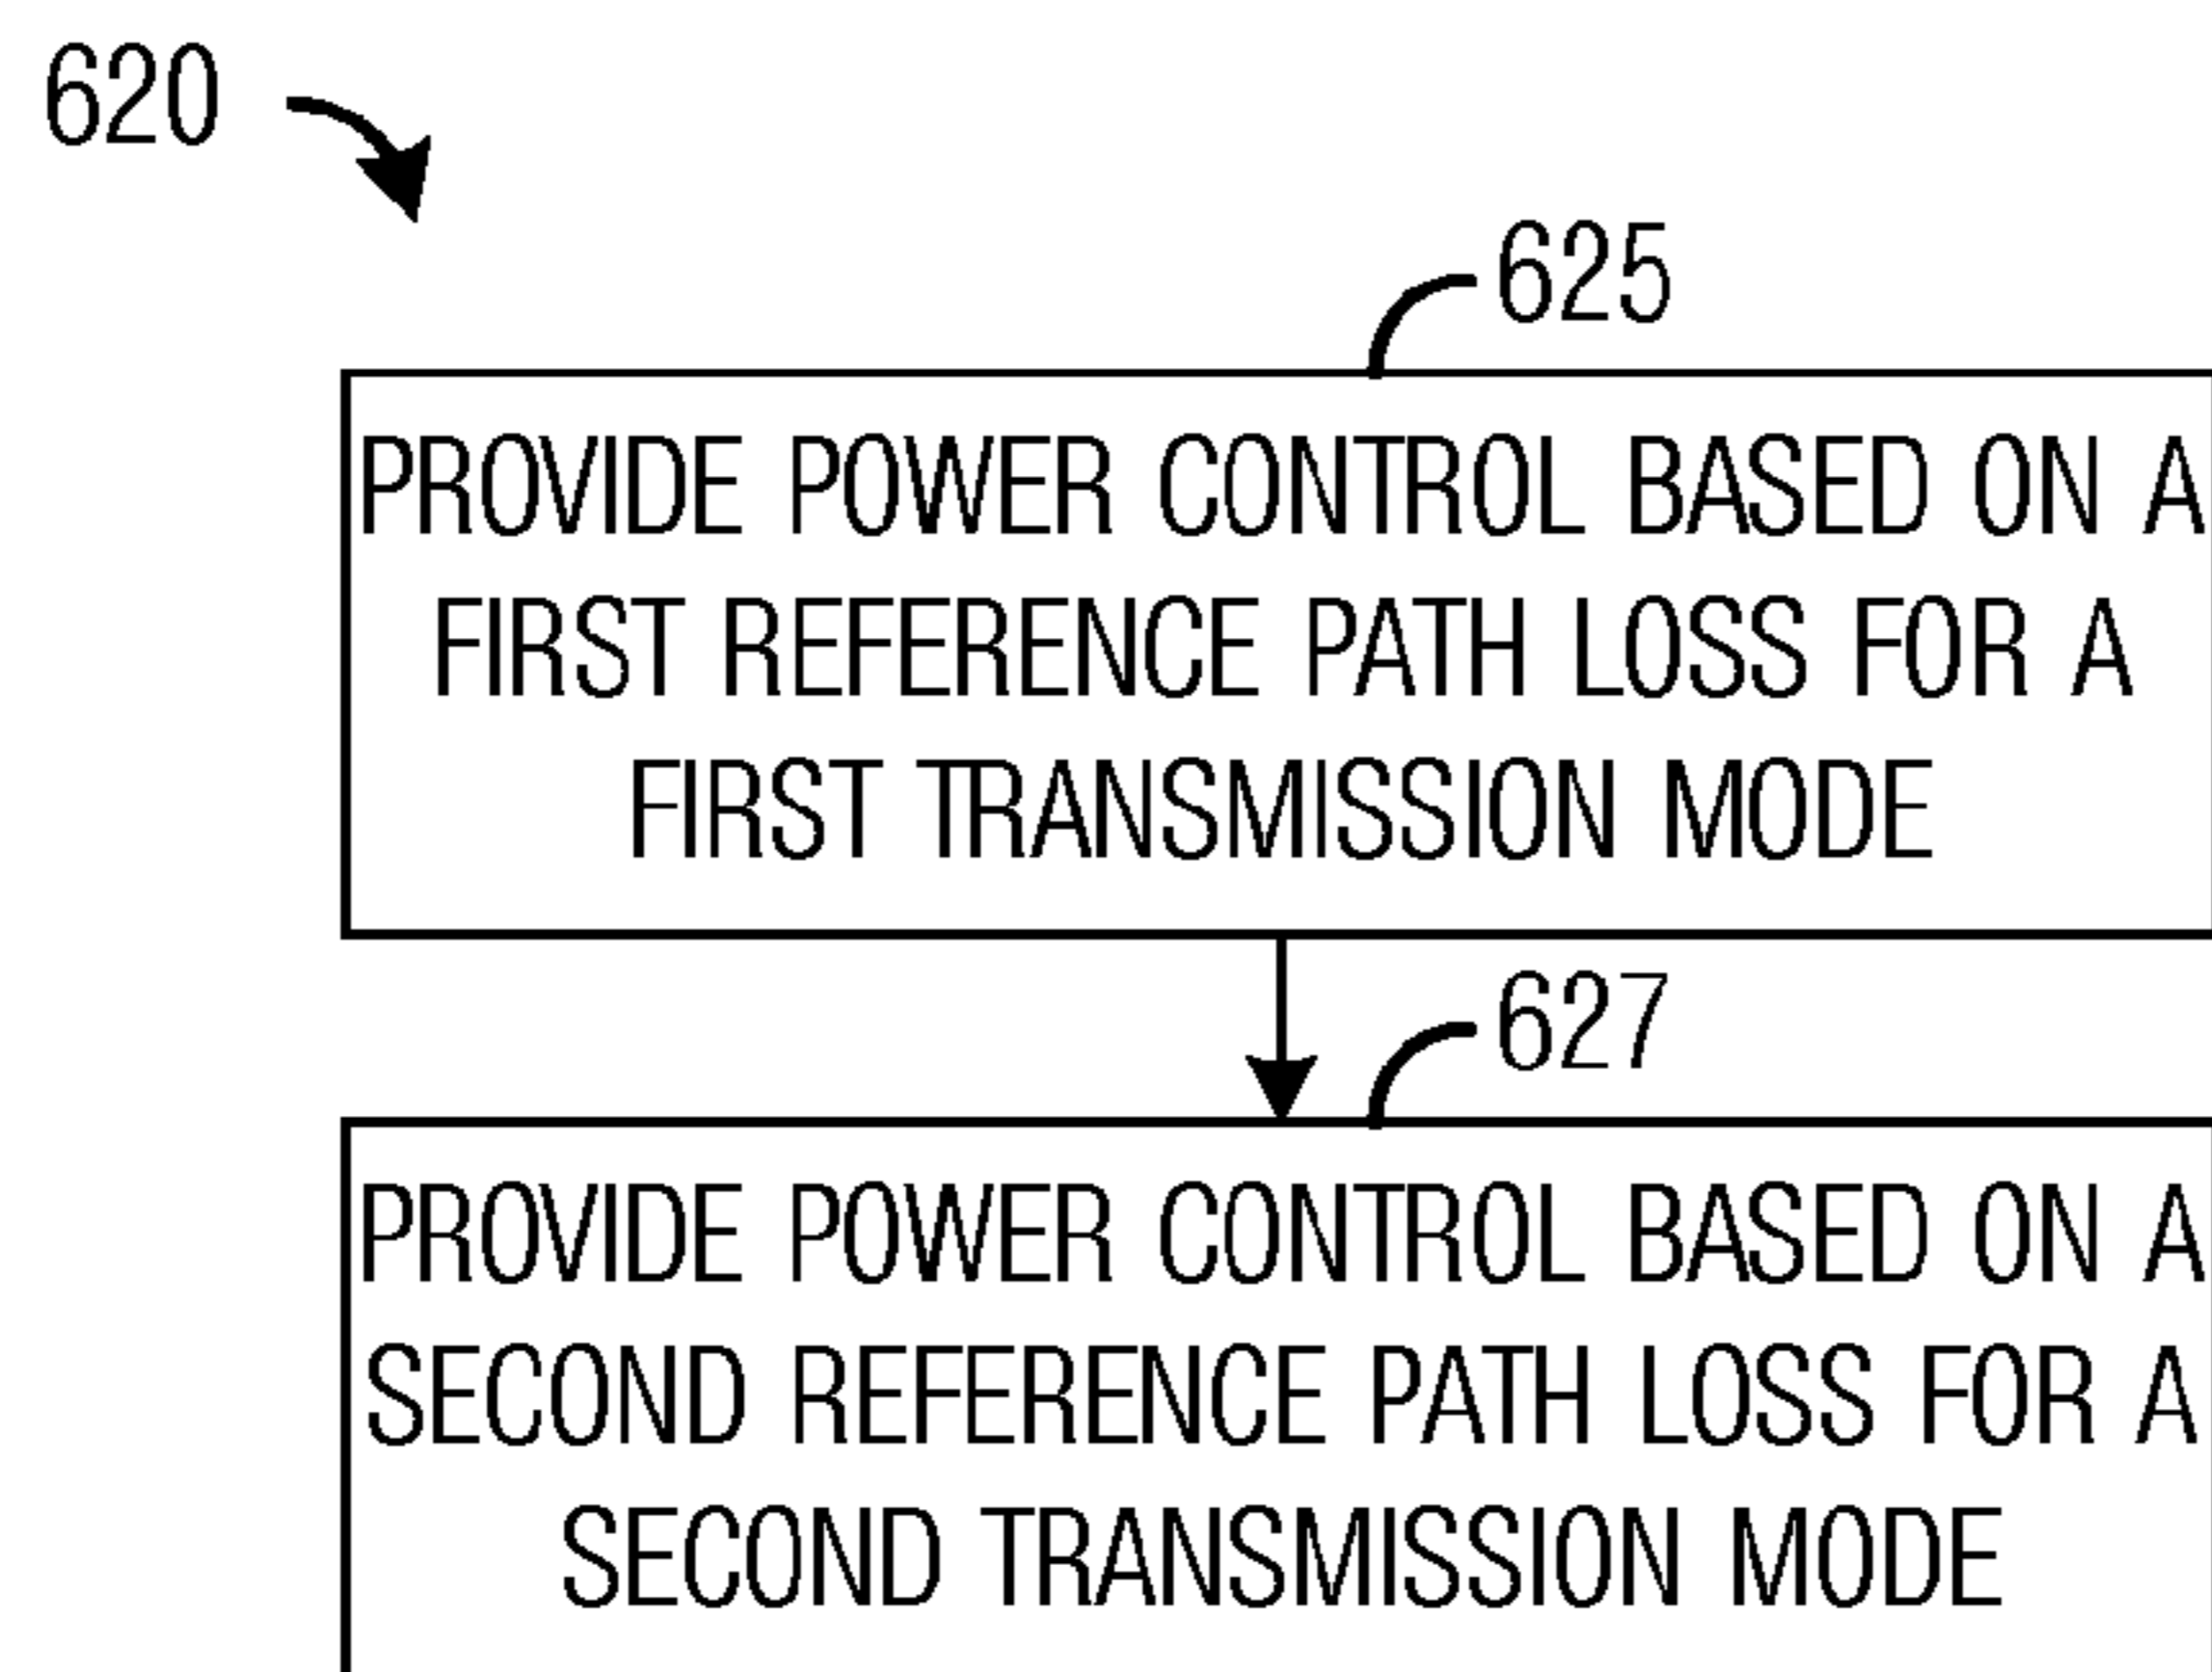 620
625
PROVIDE POWER CONTROL BASED ON A
FIRST REFERENCE PATH LOSS FOR A
FIRST TRANSMISSION MODE
627
PROVIDE POWER CONTROL BASED ON A
SECOND REFERENCE PATH LOSS FOR A
SECOND TRANSMISSION MODE